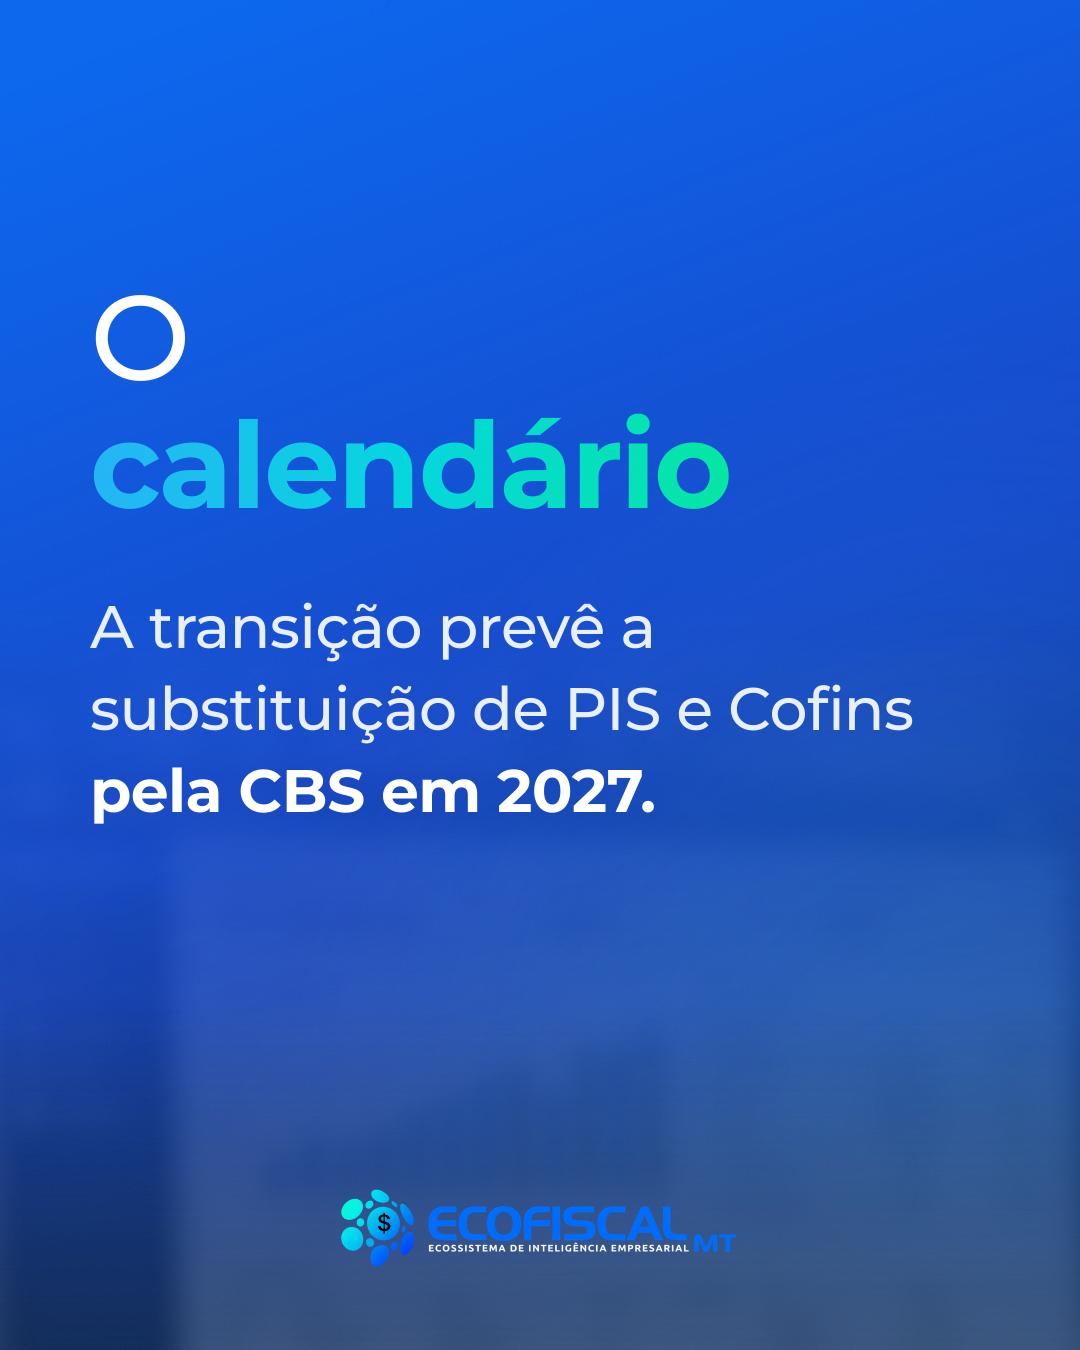 O
calendário
A transição prevê a
substituição de PIS e Cofins
pela CBS em 2027.
$
ECOFISCAL
ECOSSISTEMA DE INTELIGÊNCIA EMPRESARIAL MT